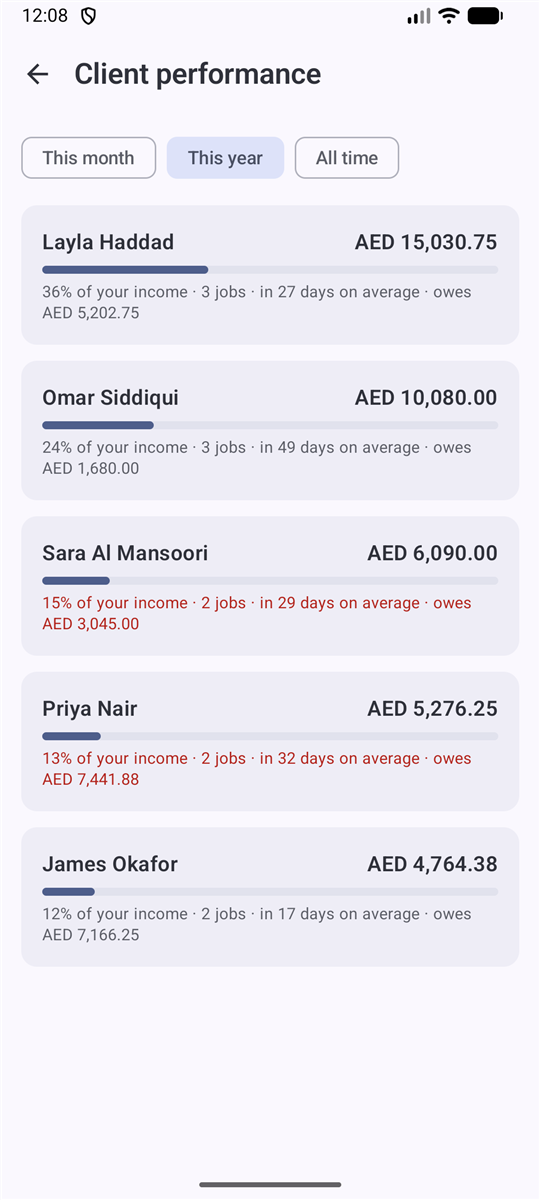 12:08
Client performance
This month
This year
All time
Layla Haddad
AED 15,030.75
36% of your income · 3 jobs · in 27 days on average · owes
AED 5,202.75
Omar Siddiqui
AED 10,080.00
24% of your income · 3 jobs · in 49 days on average · owes
AED 1,680.00
Sara Al Mansoori
AED 6,090.00
15% of your income · 2 jobs · in 29 days on average · owes
AED 3,045.00
Priya Nair
AED 5,276.25
13% of your income · 2 jobs · in 32 days on average · owes
AED 7,441.88
James Okafor
AED 4,764.38
12% of your income · 2 jobs · in 17 days on average · owes
AED 7,166.25